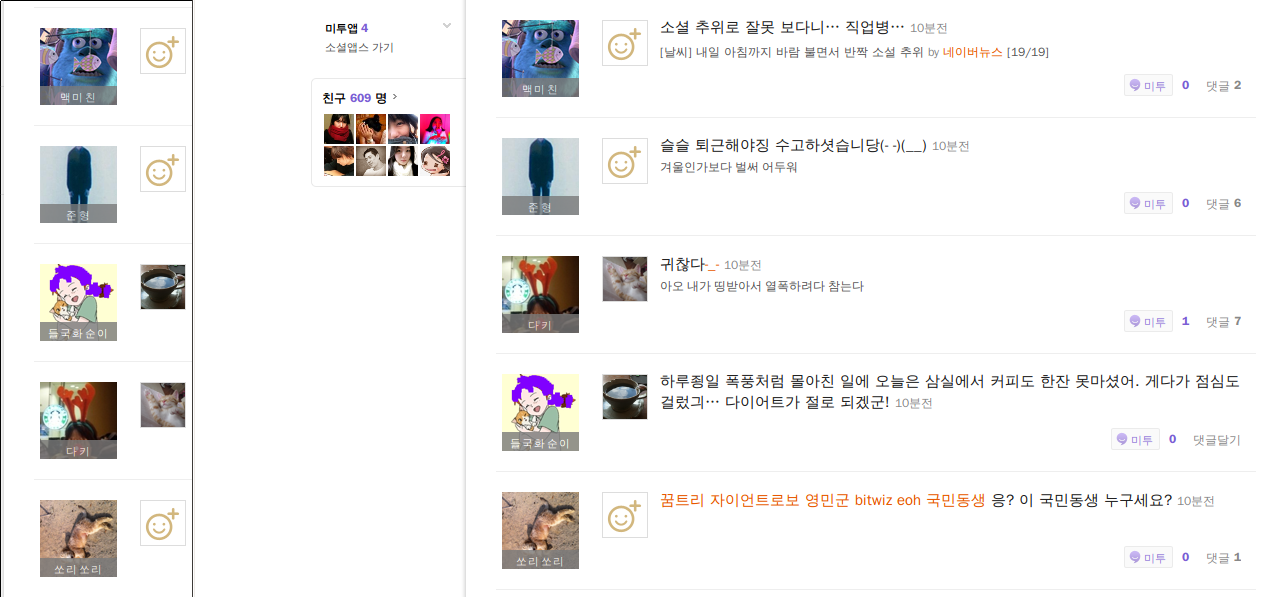 맥미친
준형
들국화순이
다키
쏘리쏘리
미투앱 4
소셜앱스 가기
친구 609 명 >
맥미친
소셜 추위로 잘못 보다니… 직업병… 10분전
[날씨] 내일 아침까지 바람 불면서 반짝 소설 추위 by 네이버뉴스 [19/19]
미투 0 댓글 2
준형
슬슬 퇴근해야징 수고하셧습니당(- -)(__) 10분전
겨울인가보다 벌써 어두워
미투 0 댓글 6
다키
귀찮다-_- 10분전
아오 내가 띵받아서 열폭하려다 참는다
미투 1 댓글 7
들국화순이
하루죙일 폭풍처럼 몰아친 일에 오늘은 삼실에서 커피도 한잔 못마셨어. 게다가 점심도
걸렀긔… 다이어트가 절로 되겠군! 10분전
미투 0 댓글달기
쏘리쏘리
꿈트리 자이언트로보 영민군 bitwiz eoh 국민동생 응? 이 국민동생 누구세요? 10분전
미투 0 댓글 1